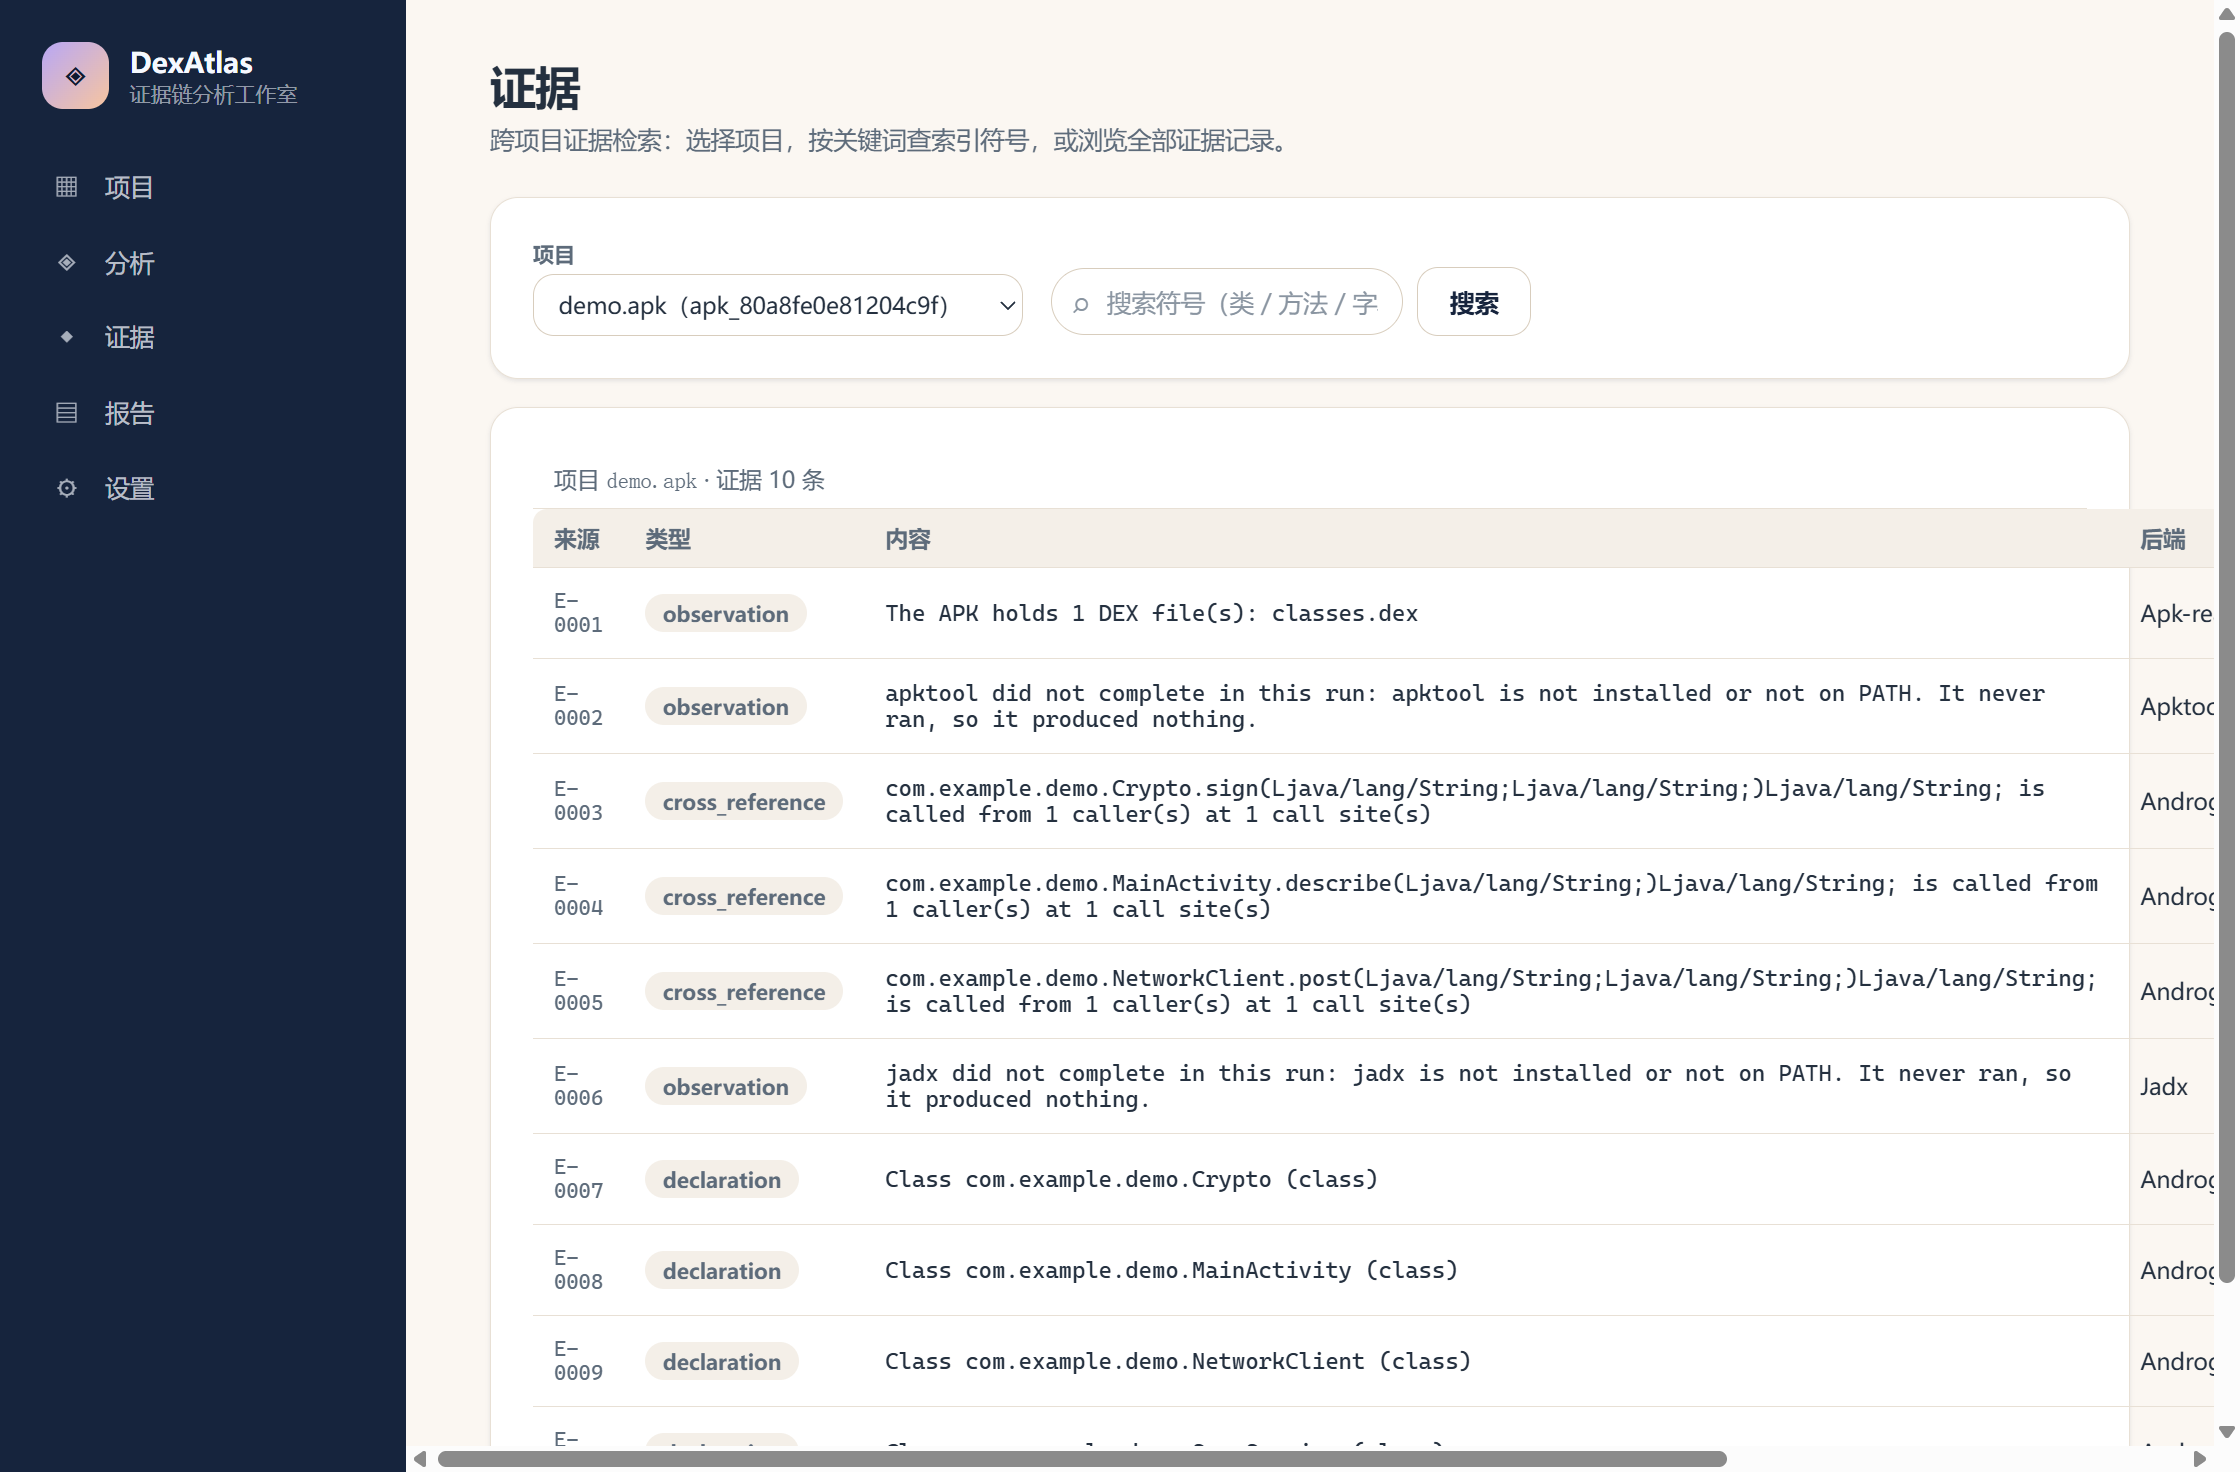 DexAtlas
证据链分析工作室
项目
分析
证据
报告
设置
证据
跨项目证据检索：选择项目，按关键词查索引符号，或浏览全部证据记录。
项目
demo.apk（apk_80a8fe0e81204c9f）
搜索符号（类 / 方法 / 字
搜索
项目 demo.apk · 证据 10 条
来源 类型 内容 后端
E-
0001
observation
The APK holds 1 DEX file(s): classes.dex
Apk-re
E-
0002
observation
apktool did not complete in this run: apktool is not installed or not on PATH. It never
ran, so it produced nothing.
Apktoo
E-
0003
cross_reference
com.example.demo.Crypto.sign(Ljava/lang/String;Ljava/lang/String;)Ljava/lang/String; is
called from 1 caller(s) at 1 call site(s)
Androg
E-
0004
cross_reference
com.example.demo.MainActivity.describe(Ljava/lang/String;)Ljava/lang/String; is called from
1 caller(s) at 1 call site(s)
Androg
E-
0005
cross_reference
com.example.demo.NetworkClient.post(Ljava/lang/String;Ljava/lang/String;)Ljava/lang/String;
is called from 1 caller(s) at 1 call site(s)
Androg
E-
0006
observation
jadx did not complete in this run: jadx is not installed or not on PATH. It never ran, so
it produced nothing.
Jadx
E-
0007
declaration
Class com.example.demo.Crypto (class)
Androg
E-
0008
declaration
Class com.example.demo.MainActivity (class)
Androg
E-
0009
declaration
Class com.example.demo.NetworkClient (class)
Androg
E-